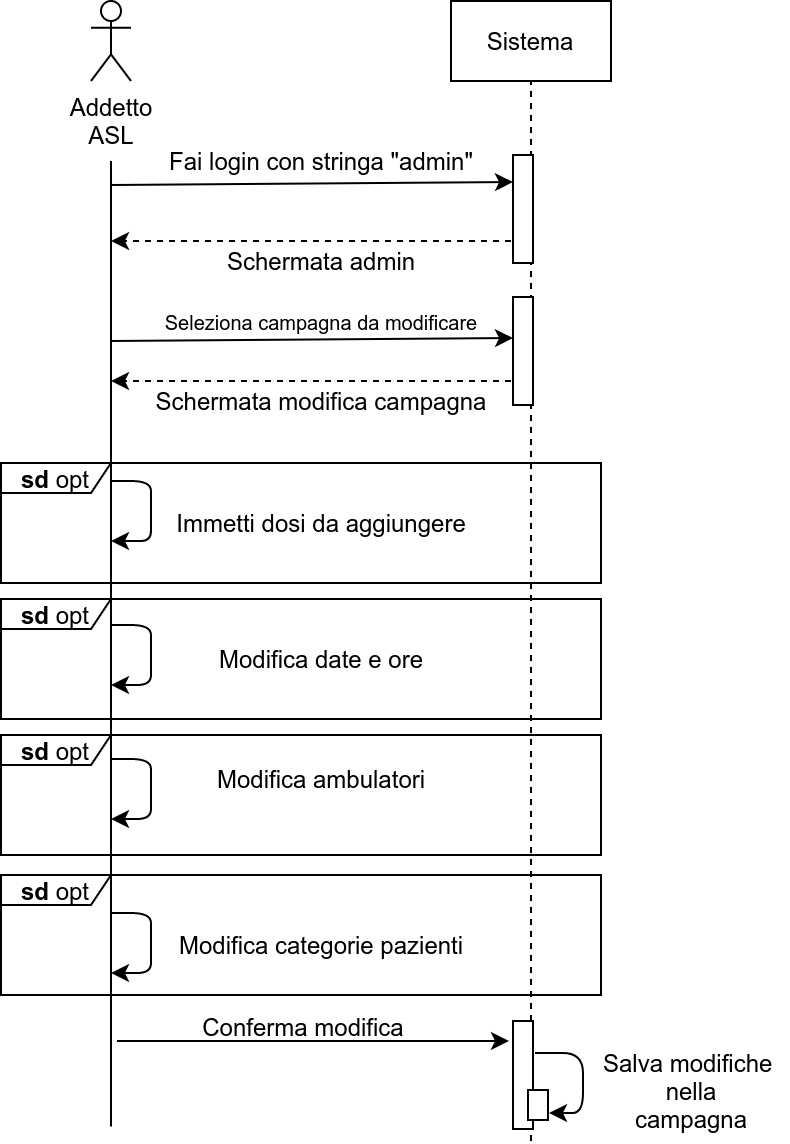 Sistema
Addetto
ASL
Fai login con stringa "admin"
Schermata admin
Seleziona campagna da modificare
Schermata modifica campagna
sd opt
Immetti dosi da aggiungere
sd opt
Modifica date e ore
sd opt
Modifica ambulatori
sd opt
Modifica categorie pazienti
Conferma modifica
Salva modifiche
nella
campagna